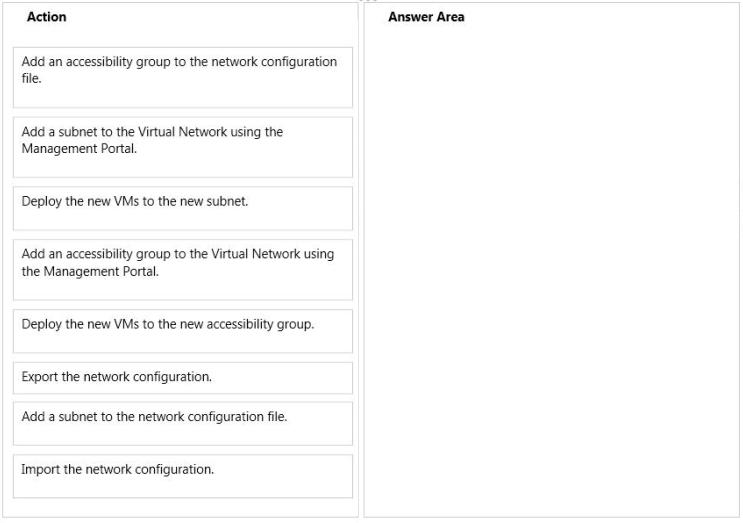 Action
Add an accessibility group to the network configuration
file.
Add a subnet to the Virtual Network using the
Management Portal.
Deploy the new VMs to the new subnet.
Add an accessibility group to the Virtual Network using
the Management Portal.
Deploy the new VMs to the new accessibility group.
Export the network configuration.
Add a subnet to the network configuration file.
Import the network configuration.
Answer Area